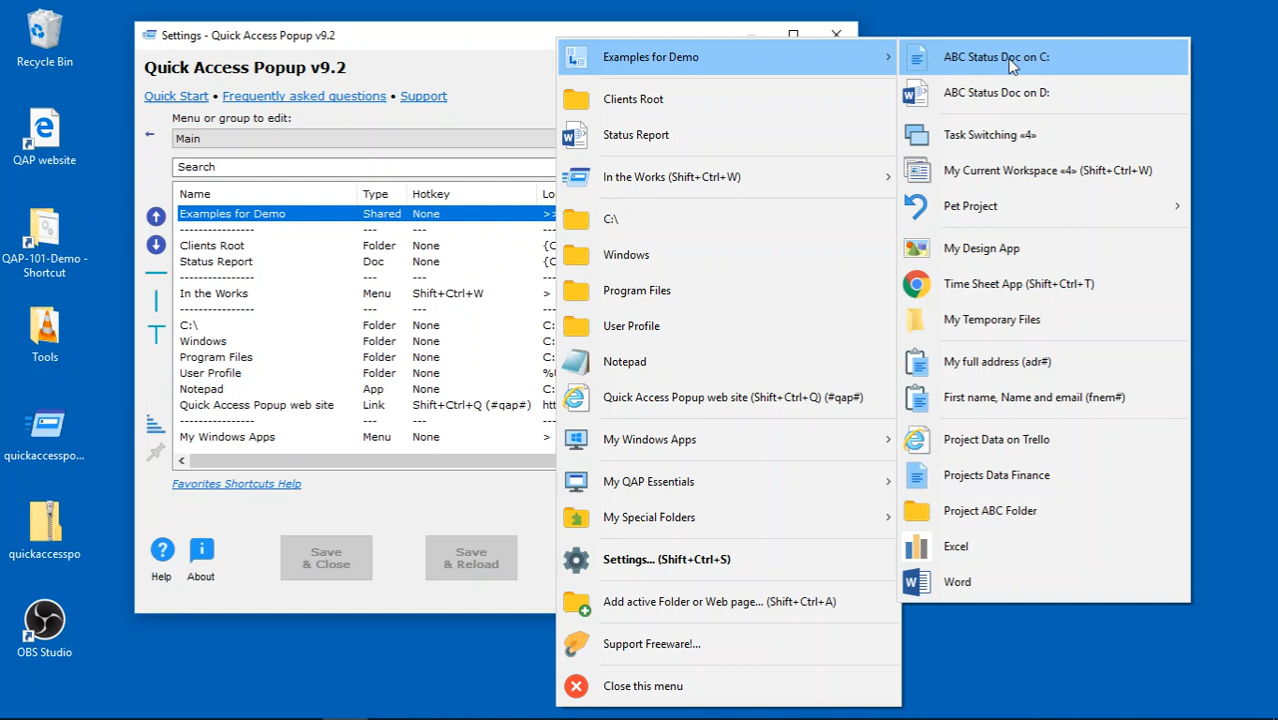 Recycle Bin
QAP website
QAP-101-Demo -
Shortcut
Tools
quickaccesspo...
quickaccesspo
OBS Studio
Settings - Quick Access Popup v9.2
Quick Access Popup v9.2
Quick Start • Frequently asked questions • Support
Menu or group to edit:
Main
Search
Name Type Hotkey Lo
Examples for Demo Shared None >>
---------------- --- --- ---
Clients Root Folder None {C
Status Report Doc None {C
---------------- --- --- ---
In the Works Menu Shift+Ctrl+W >
---------------- --- --- ---
C:\ Folder None C:
Windows Folder None C:
Program Files Folder None C:
User Profile Folder None %U
Notepad App None C:
Quick Access Popup web site Link Shift+Ctrl+Q (#qap#) htt
---------------- --- --- ---
My Windows Apps Menu None >
Favorites Shortcuts Help
Help
About
Save
& Close
Save
& Reload
Examples for Demo
Clients Root
Status Report
In the Works (Shift+Ctrl+W)
C:\
Windows
Program Files
User Profile
Notepad
Quick Access Popup web site (Shift+Ctrl+Q) (#qap#)
My Windows Apps
My QAP Essentials
My Special Folders
Settings... (Shift+Ctrl+S)
Add active Folder or Web page... (Shift+Ctrl+A)
Support Freeware!...
Close this menu
ABC Status Doc on C:
ABC Status Doc on D:
Task Switching «4»
My Current Workspace «4» (Shift+Ctrl+W)
Pet Project
My Design App
Time Sheet App (Shift+Ctrl+T)
My Temporary Files
My full address (adr#)
First name, Name and email (fnem#)
Project Data on Trello
Projects Data Finance
Project ABC Folder
Excel
Word